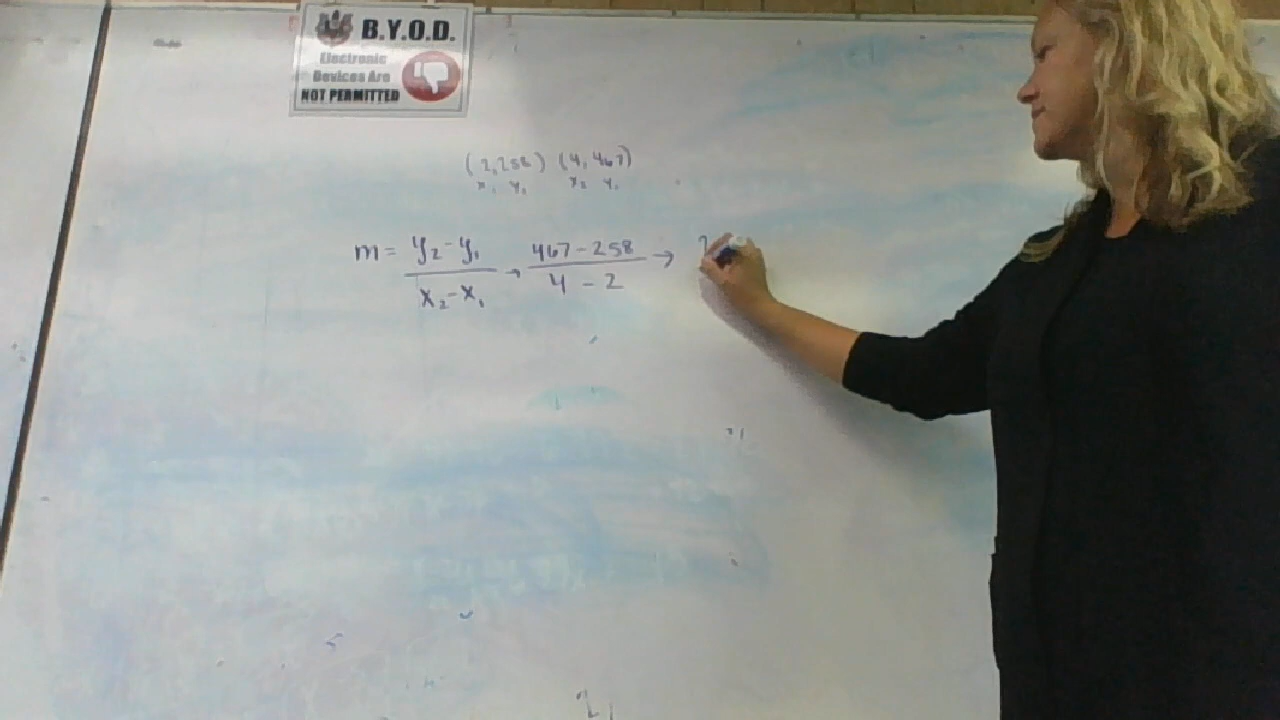 B.Y.O.D.
Electronic
Devices Are
NOT PERMITTED
(2,258) (4,467)
x₁ y₁ x₂ y₁
m = y₂-y₁ / x₂-x₁ → 467-258 / 4-2 → 2